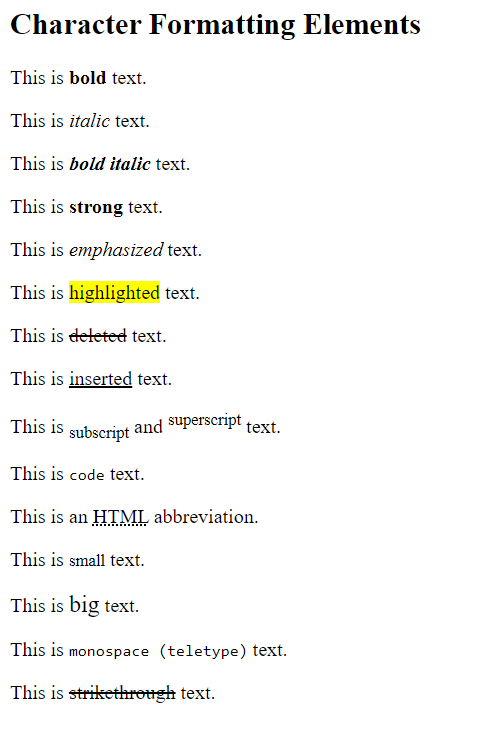 Character Formatting Elements
This is bold text.
This is italic text.
This is bold italic text.
This is strong text.
This is emphasized text.
This is highlighted text.
This is deleted text.
This is inserted text.
This is subscript and superscript text.
This is code text.
This is an HTML abbreviation.
This is small text.
This is big text.
This is monospace (teletype) text.
This is strikethrough text.